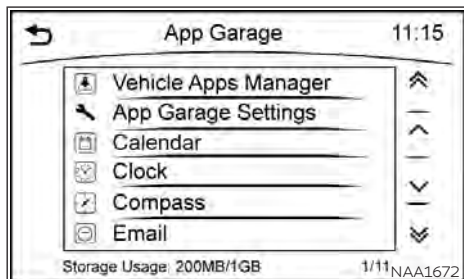 App Garage 11:15
Vehicle Apps Manager
App Garage Settings
Calendar
Clock
Compass
Email
Storage Usage: 200MB/1GB 1/11
NAA1672